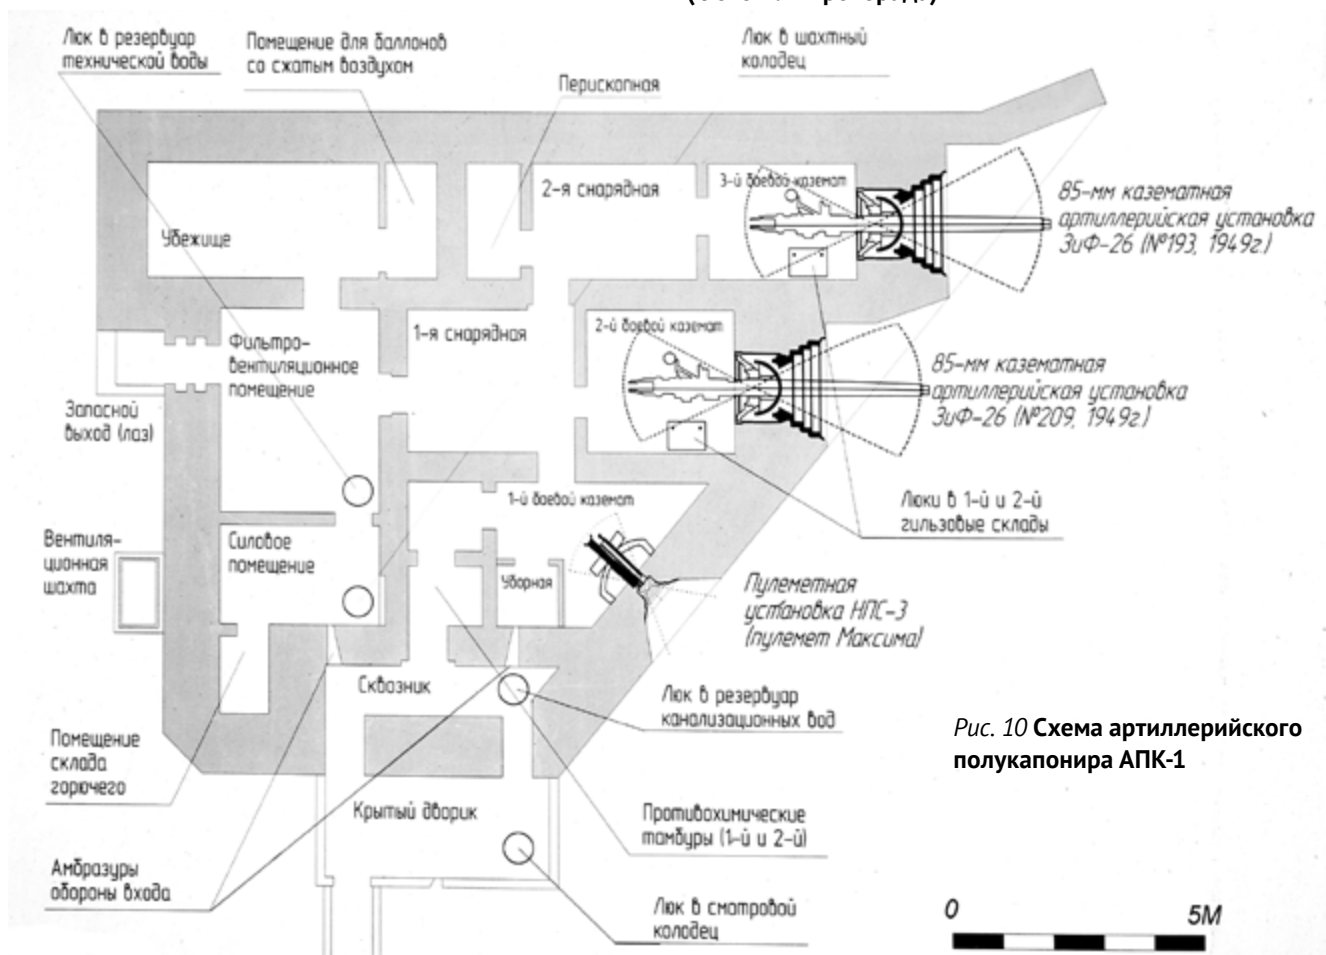 Люк в резервуар
технической воды
Помещение для баллонов
со сжатым воздухом
Перископная
Люк в шахтный
колодец
Убежище
2-я снарядная
3-й боевой каземат
85-мм казематная
артиллерийская установка
ЗиФ-26 (№193, 1949г.)
Фильтро-
вентиляционное
помещение
1-я снарядная
2-й боевой каземат
85-мм казематная
артиллерийская установка
ЗиФ-26 (№209, 1949г.)
Запасной
выход (лаз)
1-й боевой каземат
Люки в 1-й и 2-й
гильзовые склады
Вентиля-
ционная
шахта
Силовое
помещение
Уборная
Пулеметная
установка НПС-3
(пулемет Максима)
Сквозник
Люк в резервуар
канализационных вод
Рис. 10 Схема артиллерийского
полукапонира АПК-1
Помещение
склада
горючего
Крытый дворик
Противохимические
тамбуры (1-й и 2-й)
Амбразуры
обороны входа
Люк в смотровой
колодец
0 5М